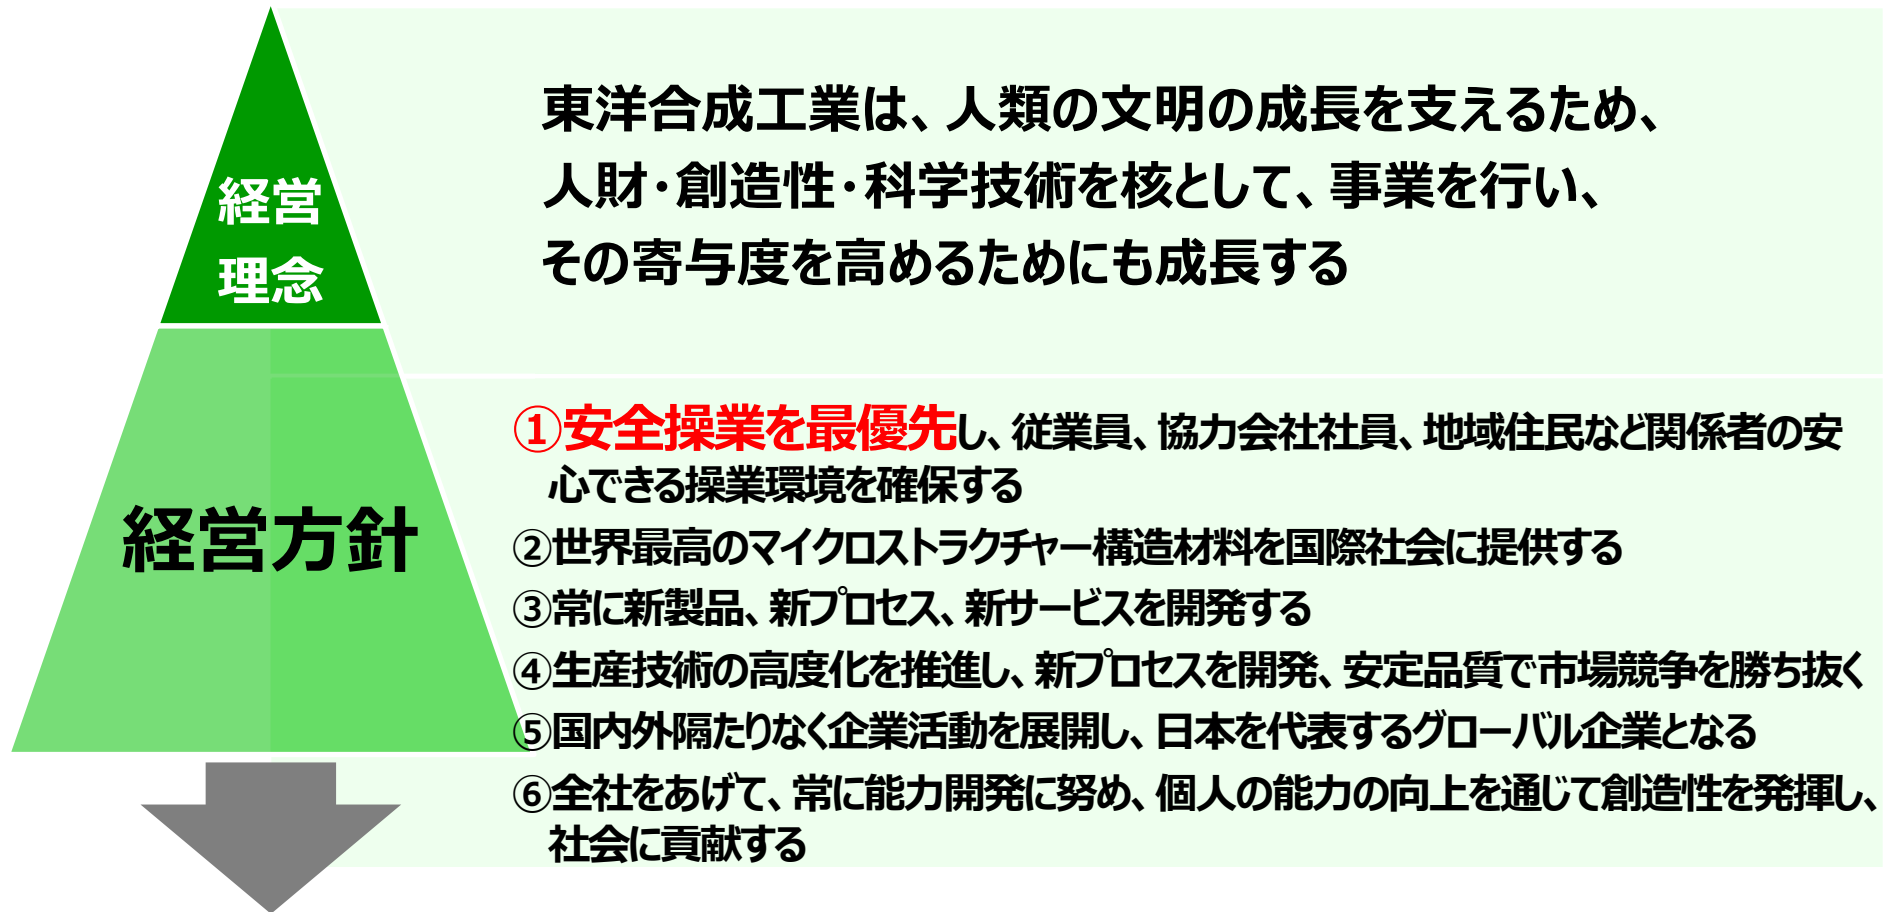 経営
理念
東洋合成工業は、人類の文明の成長を支えるため、
人財・創造性・科学技術を核として、事業を行い、
その寄与度を高めるためにも成長する
経営方針
①安全操業を最優先し、従業員、協力会社社員、地域住民など関係者の安
心できる操業環境を確保する
②世界最高のマイクロストラクチャー構造材料を国際社会に提供する
③常に新製品、新プロセス、新サービスを開発する
④生産技術の高度化を推進し、新プロセスを開発、安定品質で市場競争を勝ち抜く
⑤国内外隔たりなく企業活動を展開し、日本を代表するグローバル企業となる
⑥全社をあげて、常に能力開発に努め、個人の能力の向上を通じて創造性を発揮し、
社会に貢献する